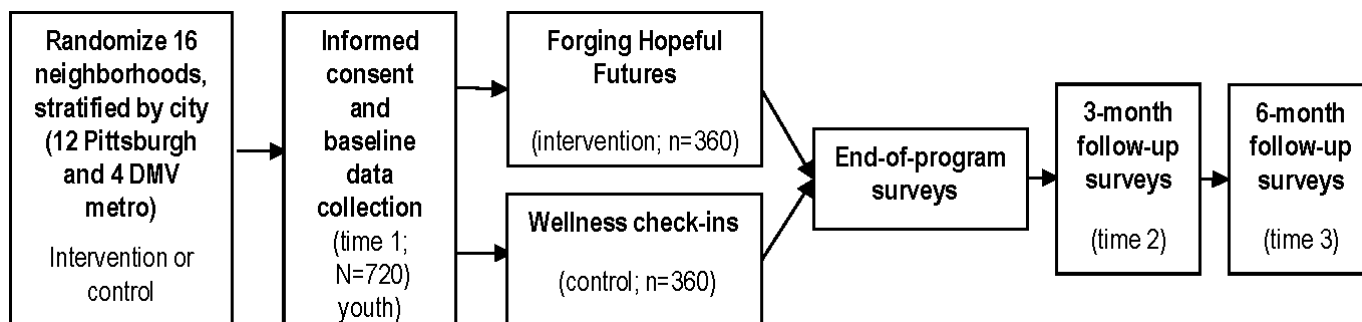 Randomize 16
neighborhoods,
stratified by city
(12 Pittsburgh
and 4 DMV
metro)
Intervention or
control
Informed
consent
and
baseline
data
collection
(time 1;
N=720)
youth)
Forging Hopeful
Futures
(intervention; n=360)
Wellness check-ins
(control; n=360)
End-of-program
surveys
3-month
follow-up
surveys
(time 2)
6-month
follow-up
surveys
(time 3)